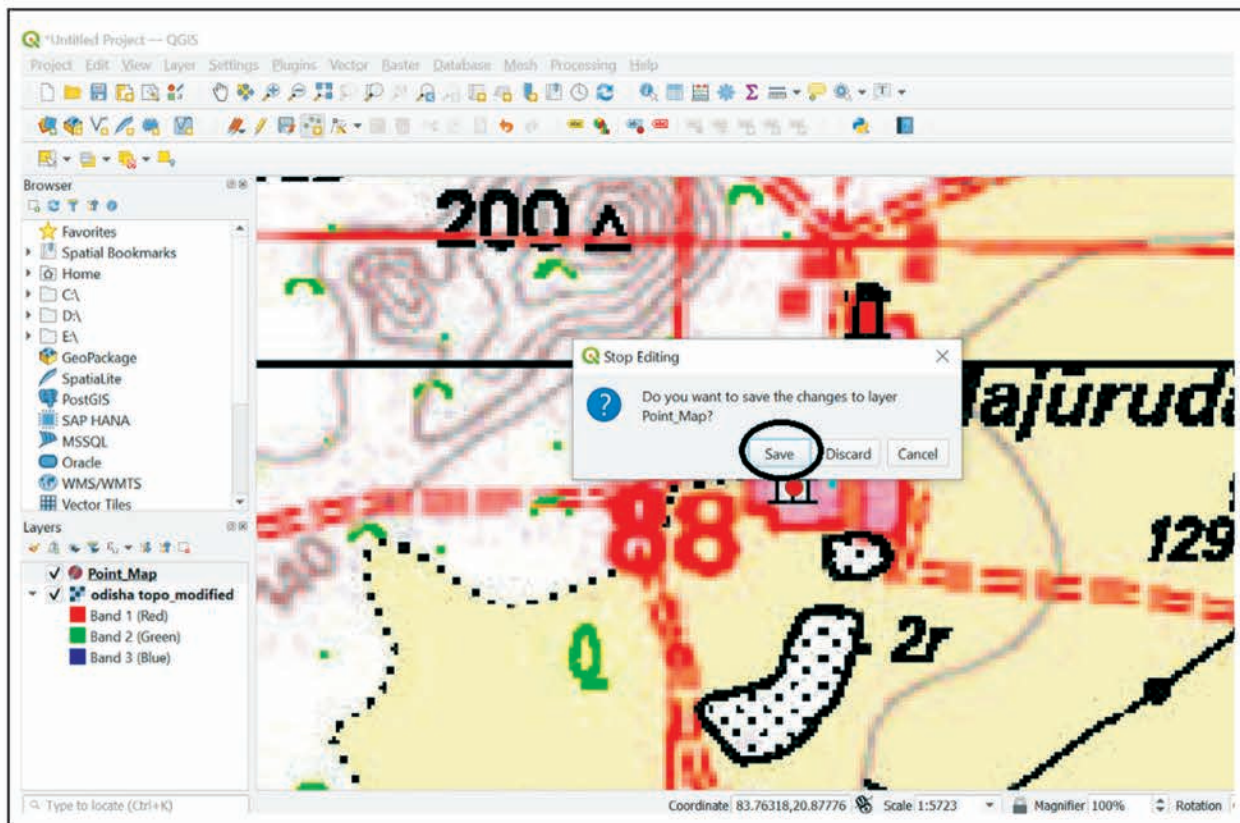 *Untitled Project — QGIS
Project Edit View Layer Settings Plugins Vector Raster Database Mesh Processing Help
Browser
Favorites
Spatial Bookmarks
Home
C:\
D:\
E:\
GeoPackage
SpatiaLite
PostGIS
SAP HANA
MSSQL
Oracle
WMS/WMTS
Vector Tiles
Layers
Point_Map
odisha topo_modified
Band 1 (Red)
Band 2 (Green)
Band 3 (Blue)
200
Stop Editing
Do you want to save the changes to layer
Point_Map?
Save Discard Cancel
88
140
129
2r
Type to locate (Ctrl+K)
Coordinate 83.76318,20.87776 Scale 1:5723 Magnifier 100% Rotation